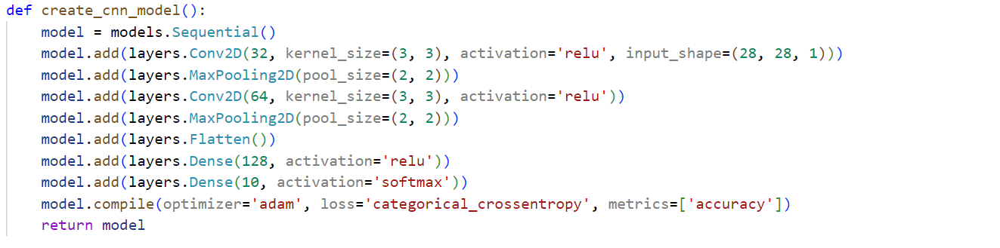 def create_cnn_model():
    model = models.Sequential()
    model.add(layers.Conv2D(32, kernel_size=(3, 3), activation='relu', input_shape=(28, 28, 1)))
    model.add(layers.MaxPooling2D(pool_size=(2, 2)))
    model.add(layers.Conv2D(64, kernel_size=(3, 3), activation='relu'))
    model.add(layers.MaxPooling2D(pool_size=(2, 2)))
    model.add(layers.Flatten())
    model.add(layers.Dense(128, activation='relu'))
    model.add(layers.Dense(10, activation='softmax'))
    model.compile(optimizer='adam', loss='categorical_crossentropy', metrics=['accuracy'])
    return model